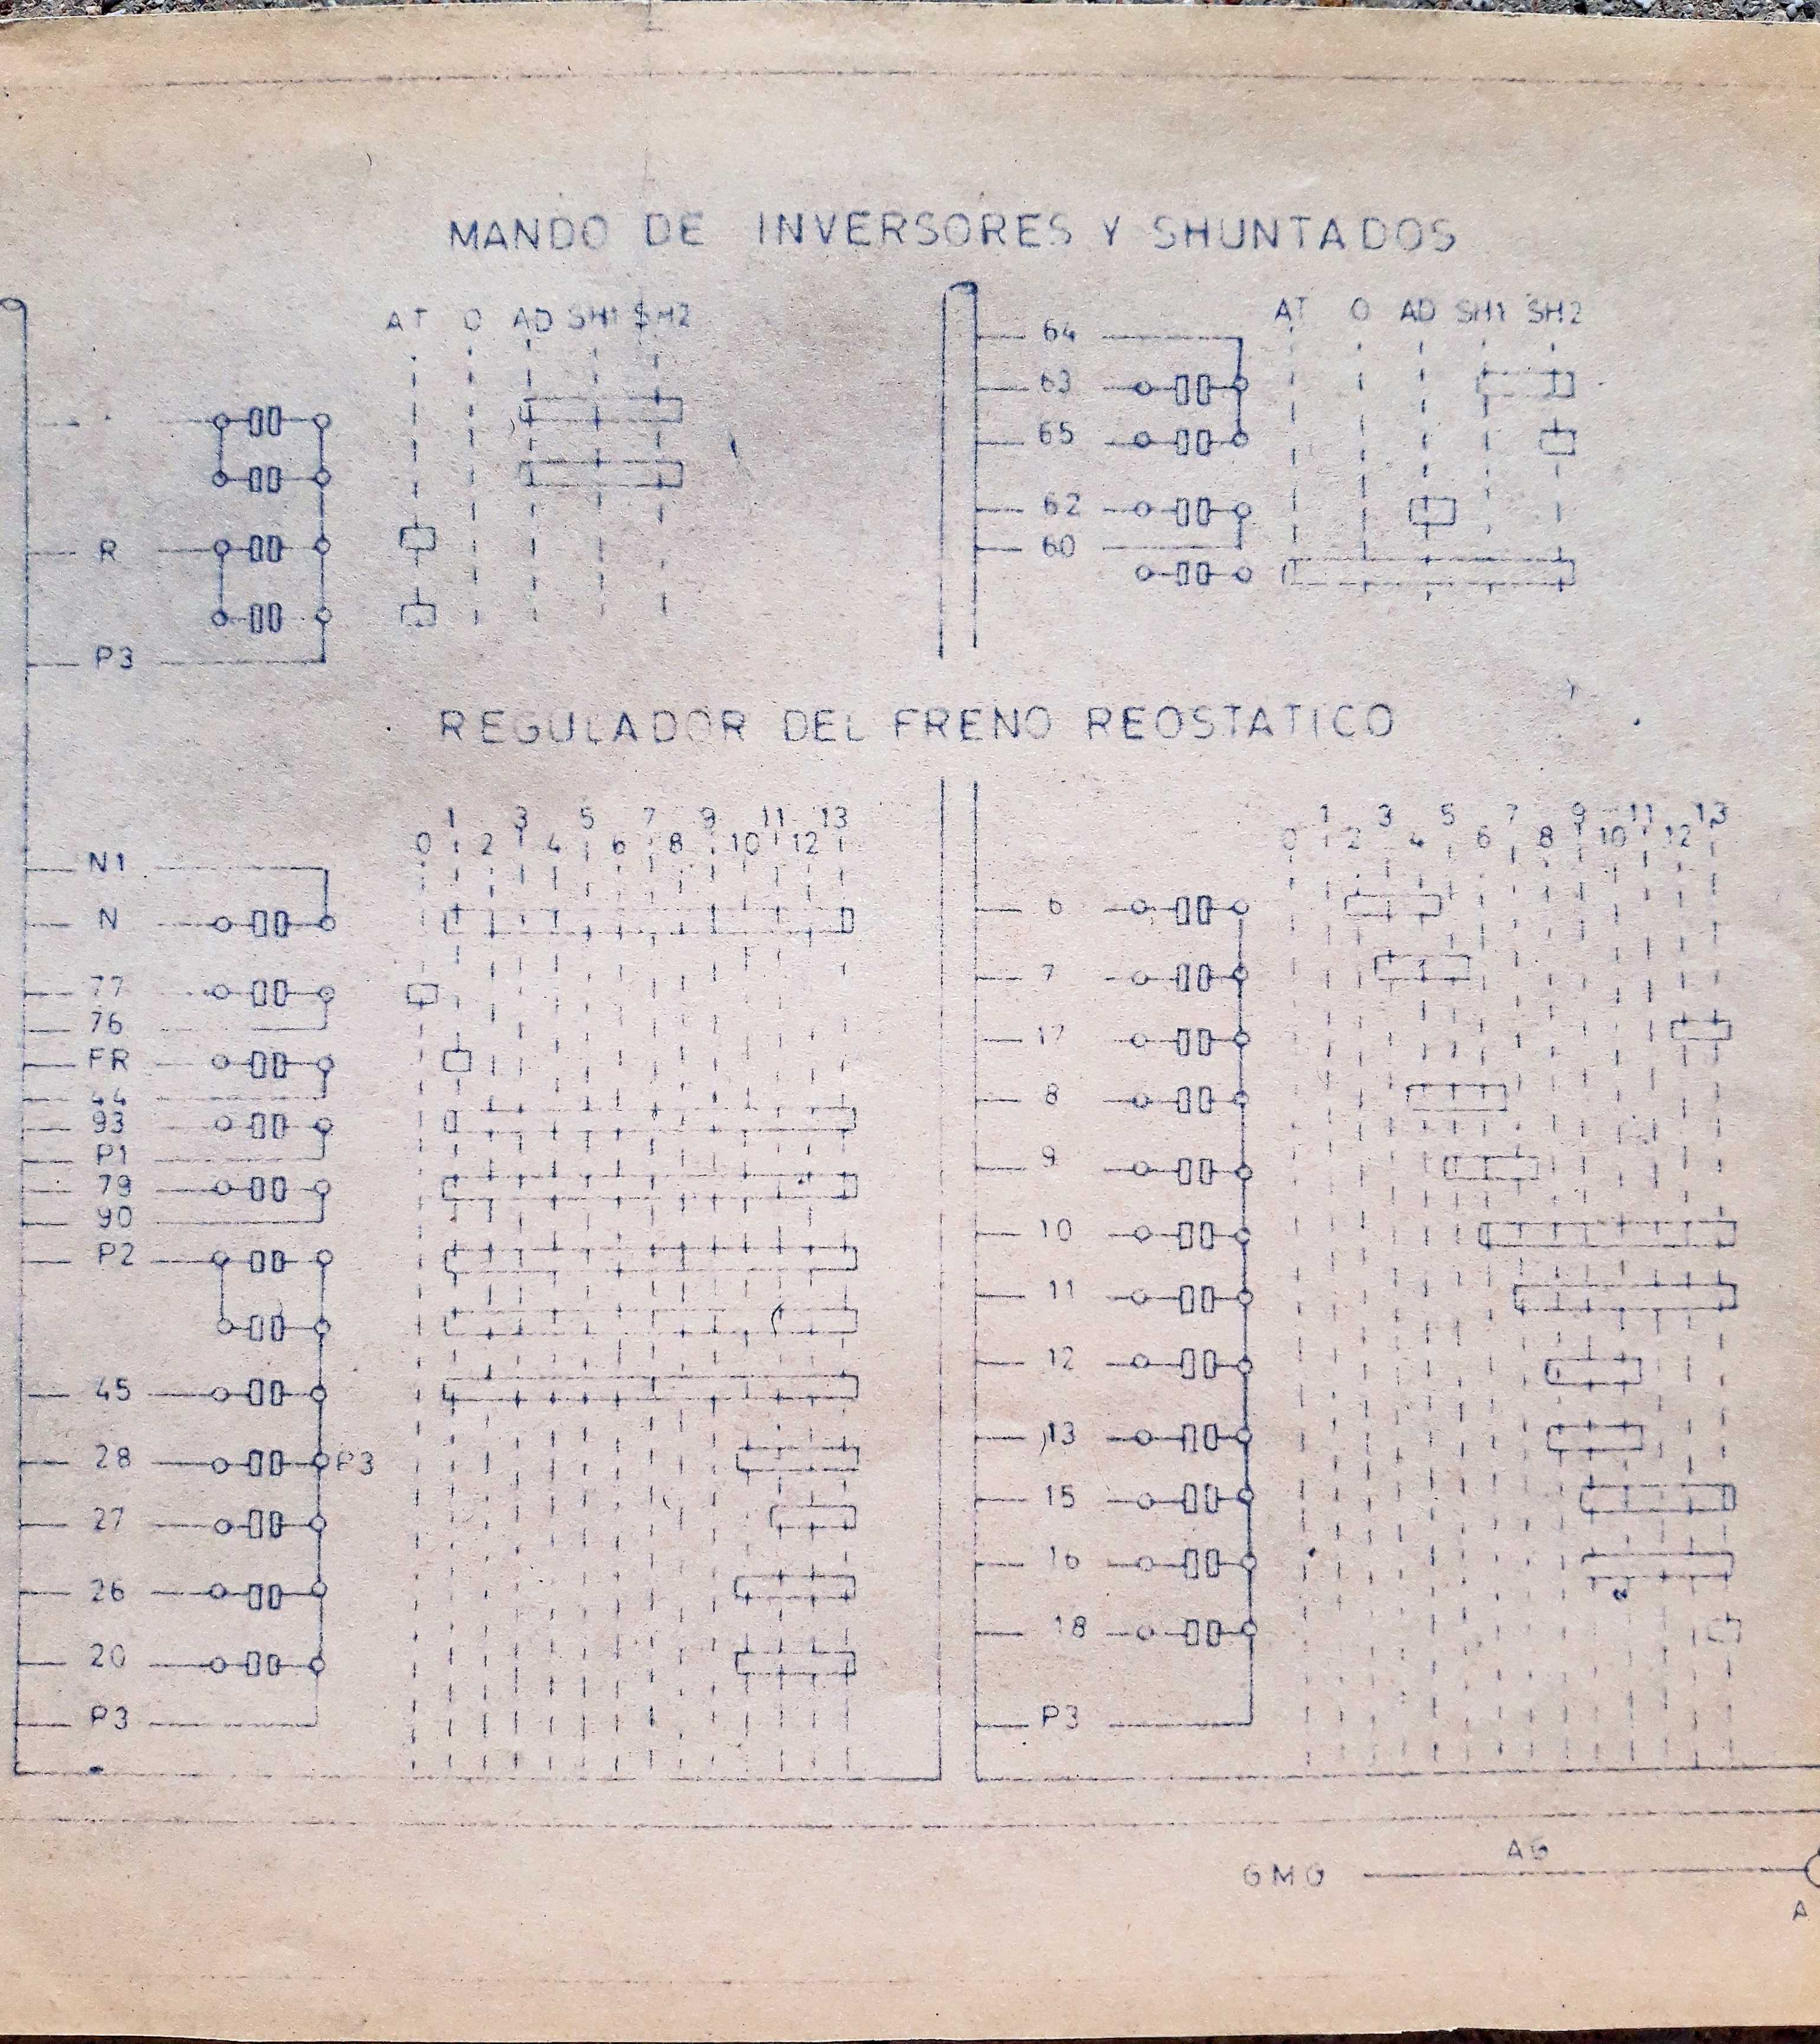 MANDO DE INVERSORES Y SHUNTADOS
AT O AD SH1 SH2
R
P3
AT O AD SH1 SH2
64
63
65
62
60
REGULADOR DEL FRENO REOSTATICO
1 3 5 7 9 11 13
0 2 4 6 8 10 12
N1
N
77
76
FR
44
93
P1
79
90
P2
45
28 P3
27
26
20
P3
1 3 5 7 9 11 13
0 2 4 6 8 10 12
6
7
17
8
9
10
11
12
13
15
16
18
P3
GMG AG
A